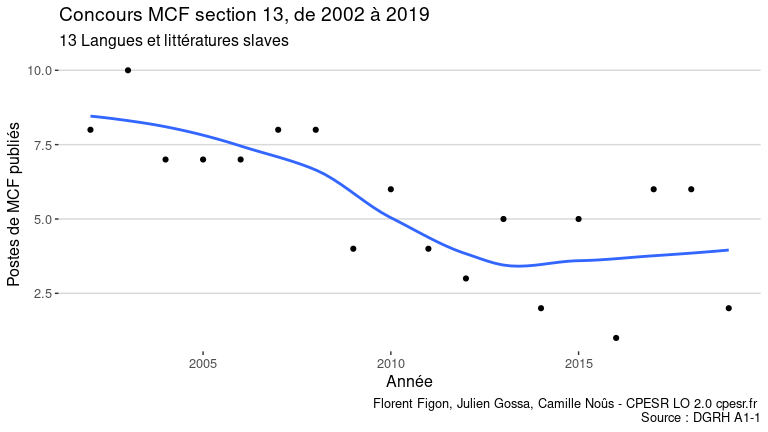 Concours MCF section 13, de 2002 à 2019
13 Langues et littératures slaves
Postes de MCF publiés
10.0
7.5
5.0
2.5
2005 2010 2015
Année
Florent Figon, Julien Gossa, Camille Noûs - CPESR LO 2.0 cpesr.fr
Source : DGRH A1-1